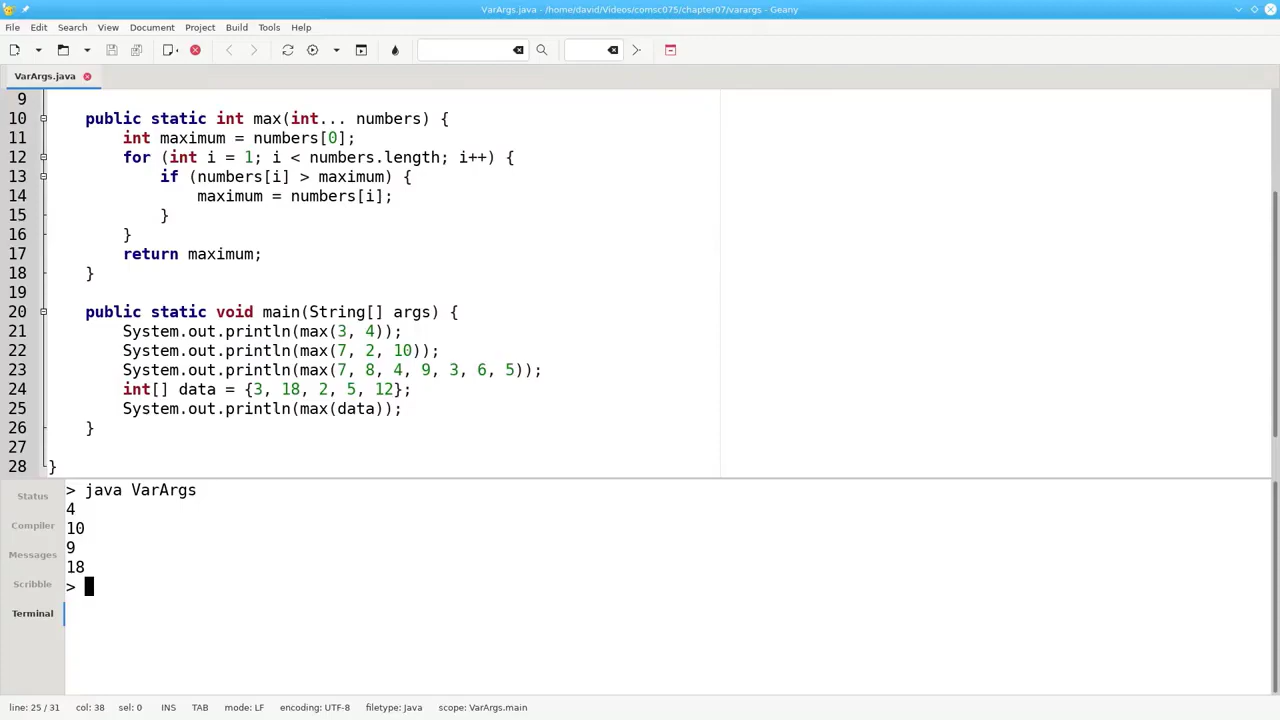 VarArgs.java - /home/david/Videos/comsc075/chapter07/varargs - Geany
File Edit Search View Document Project Build Tools Help
VarArgs.java
9
10 public static int max(int... numbers) {
11 int maximum = numbers[0];
12 for (int i = 1; i < numbers.length; i++) {
13 if (numbers[i] > maximum) {
14 maximum = numbers[i];
15 }
16 }
17 return maximum;
18 }
19
20 public static void main(String[] args) {
21 System.out.println(max(3, 4));
22 System.out.println(max(7, 2, 10));
23 System.out.println(max(7, 8, 4, 9, 3, 6, 5));
24 int[] data = {3, 18, 2, 5, 12};
25 System.out.println(max(data));
26 }
27
28 }
Status
Compiler
Messages
Scribble
Terminal
> java VarArgs
4
10
9
18
>
line: 25 / 31 col: 38 sel: 0 INS TAB mode: LF encoding: UTF-8 filetype: Java scope: VarArgs.main